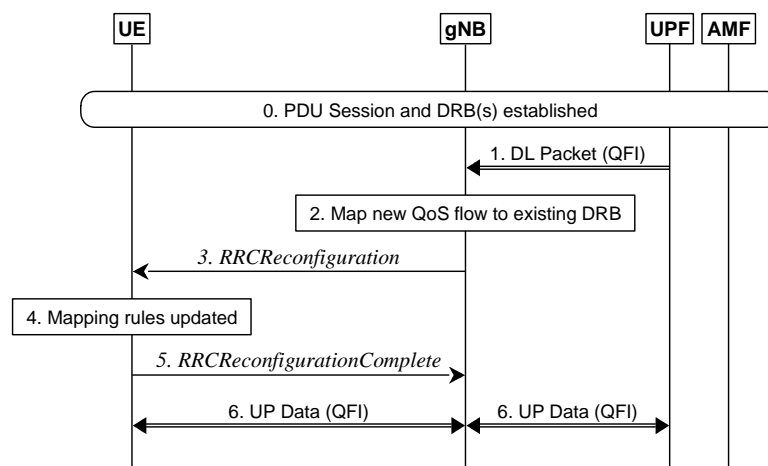 UE gNB UPF AMF
0. PDU Session and DRB(s) established
1. DL Packet (QFI)
2. Map new QoS flow to existing DRB
3. RRCReconfiguration
4. Mapping rules updated
5. RRCReconfigurationComplete
6. UP Data (QFI) 6. UP Data (QFI)